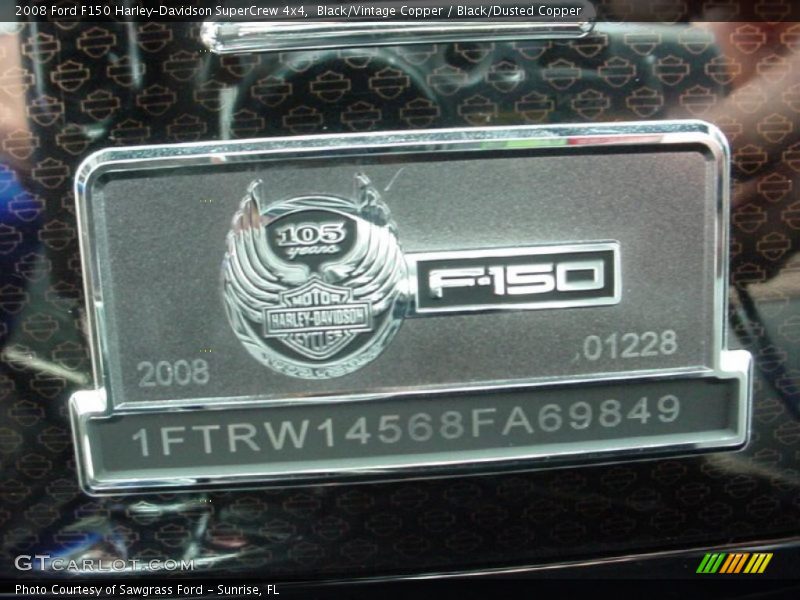 2008 Ford F150 Harley-Davidson SuperCrew 4x4,  Black/Vintage Copper / Black/Dusted Copper
105
years
MOTOR
HARLEY-DAVIDSON
CYCLES
F-150
2008
01228
1FTRW14568FA69849
GTCARLOT.COM
Photo Courtesy of Sawgrass Ford - Sunrise, FL